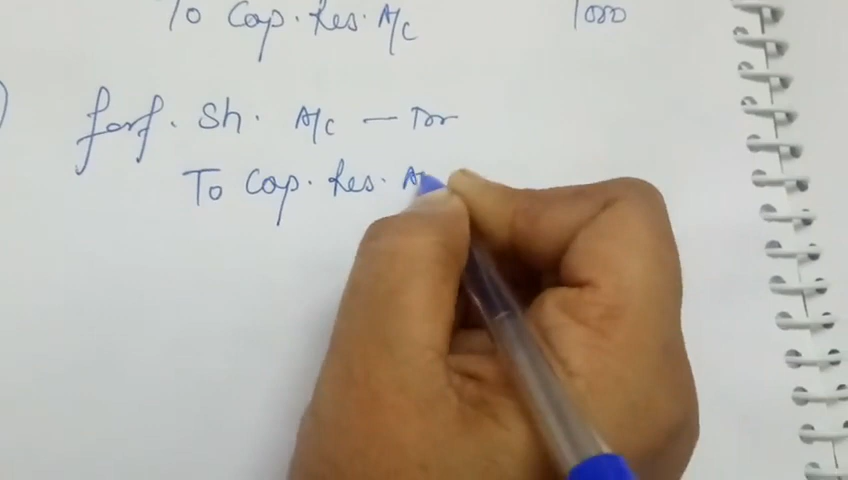 To Cap. Res. A/c 1000
forf. Sh. A/c — Dr
To Cap. Res. A